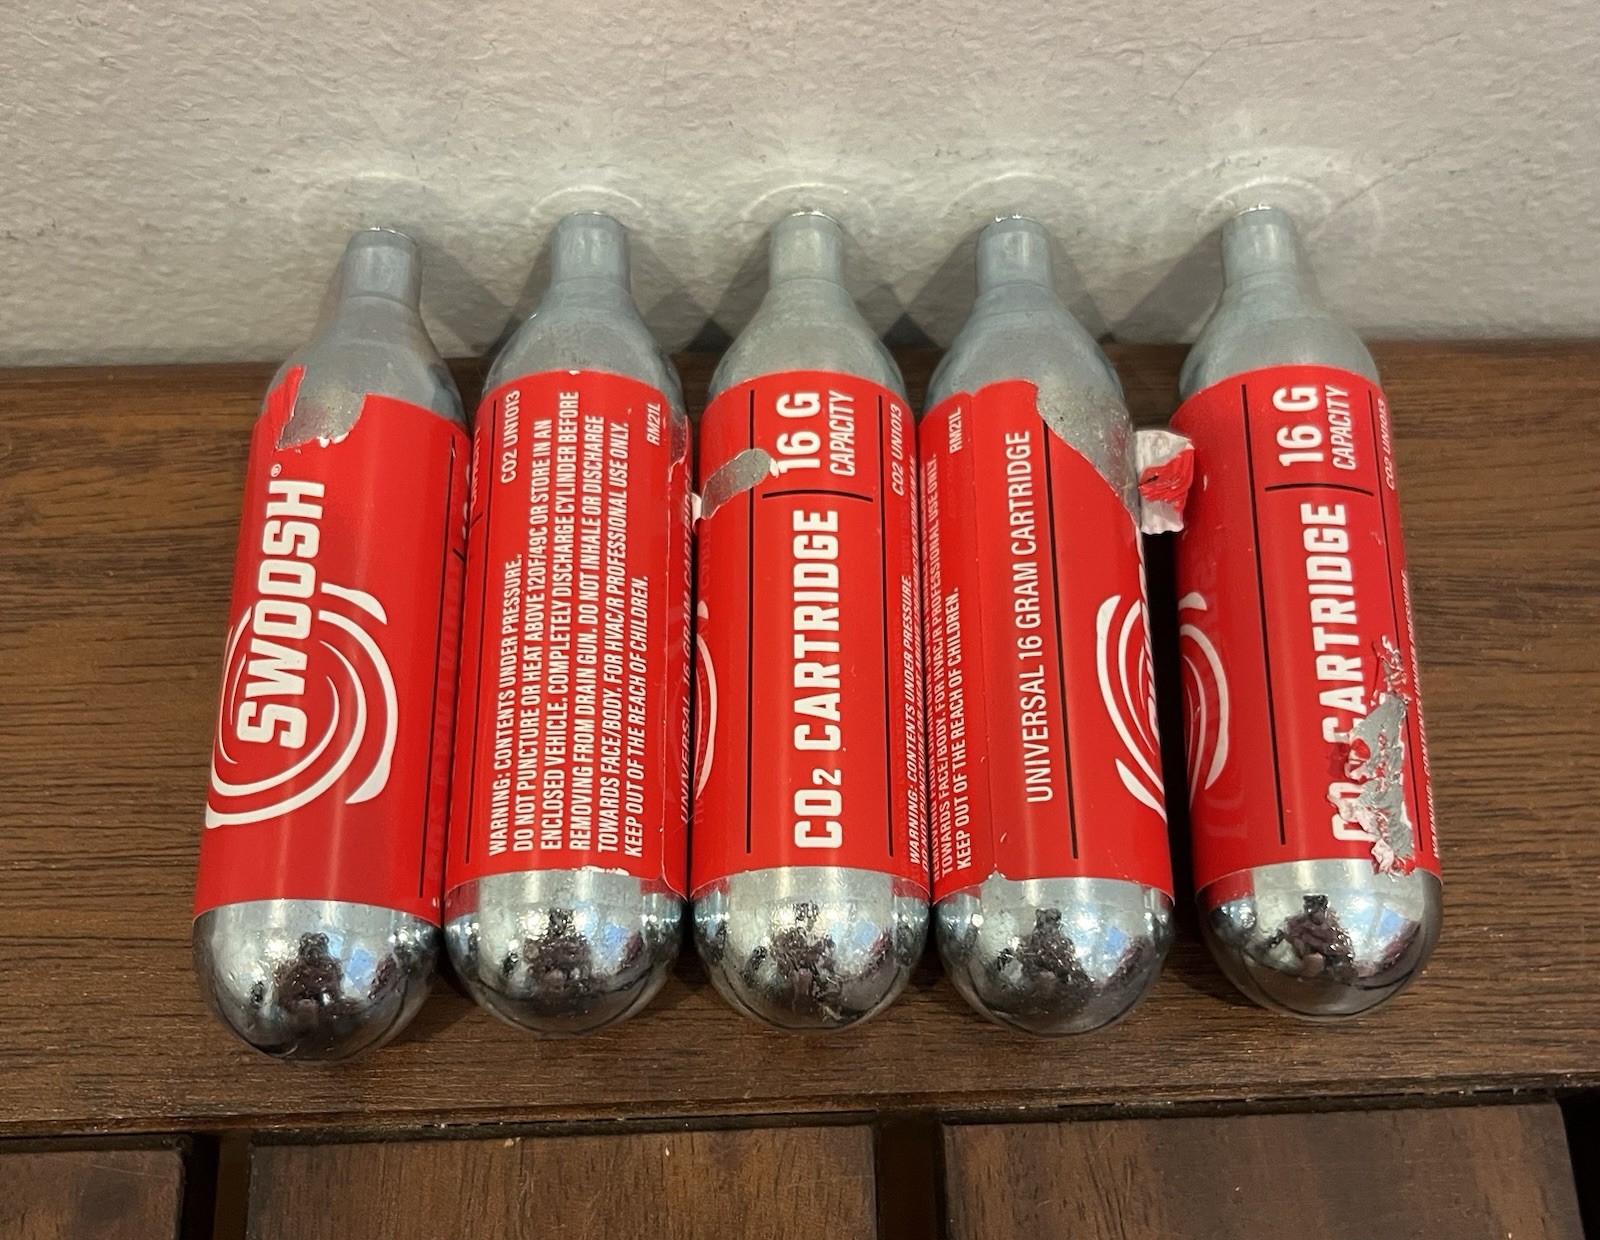 SWOOSH®
CO2 UN1013
WARNING: CONTENTS UNDER PRESSURE.
DO NOT PUNCTURE OR HEAT ABOVE 120F/49C OR STORE IN AN
ENCLOSED VEHICLE. COMPLETELY DISCHARGE CYLINDER BEFORE
REMOVING FROM DRAIN GUN. DO NOT INHALE OR DISCHARGE
TOWARDS FACE/BODY. FOR HVAC/R PROFESSIONAL USE ONLY.
KEEP OUT OF THE REACH OF CHILDREN.
RM21L
UNIVERSAL 16
CO2 CARTRIDGE
16 G
CAPACITY
CO2 UN1013
WARNING: CONTENTS UNDER PRESSURE.
TOWARDS FACE/BODY. FOR HVAC/R PROFESSIONAL USE ONLY.
KEEP OUT OF THE REACH OF CHILDREN.
RM21L
UNIVERSAL 16 GRAM CARTRIDGE
CARTRIDGE
16 G
CAPACITY
CO2 UN1013